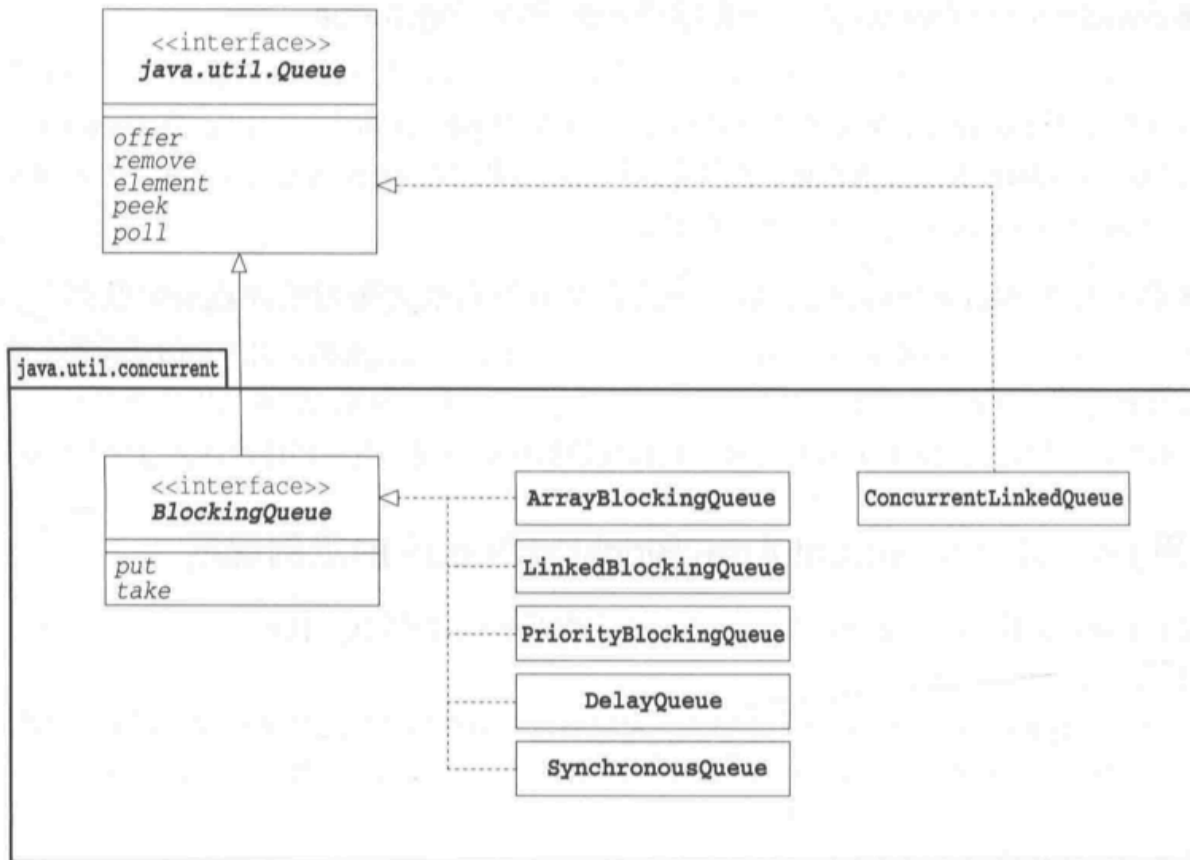 <<interface>>
java.util.Queue
offer
remove
element
peek
poll
java.util.concurrent
<<interface>>
BlockingQueue
put
take
ArrayBlockingQueue
LinkedBlockingQueue
PriorityBlockingQueue
DelayQueue
SynchronousQueue
ConcurrentLinkedQueue